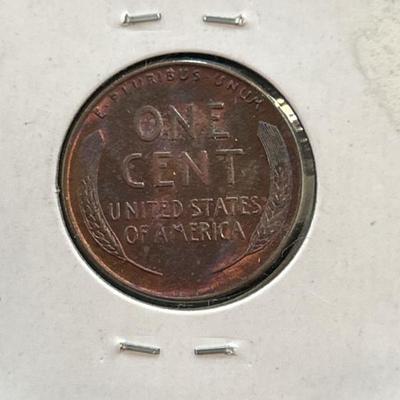 E·PLURIBUS·UNUM
ONE
CENT
UNITED STATES
OF AMERICA